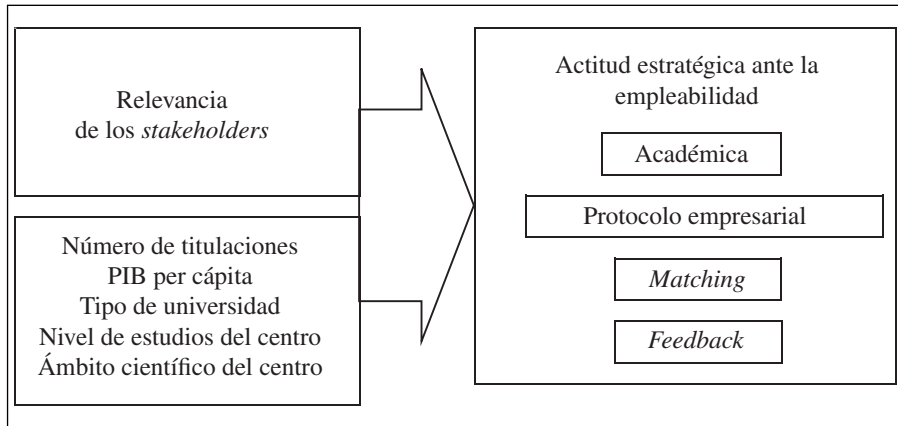 Relevancia
de los stakeholders
Número de titulaciones
PIB per cápita
Tipo de universidad
Nivel de estudios del centro
Ámbito científico del centro
Actitud estratégica ante la
empleabilidad
Académica
Protocolo empresarial
Matching
Feedback